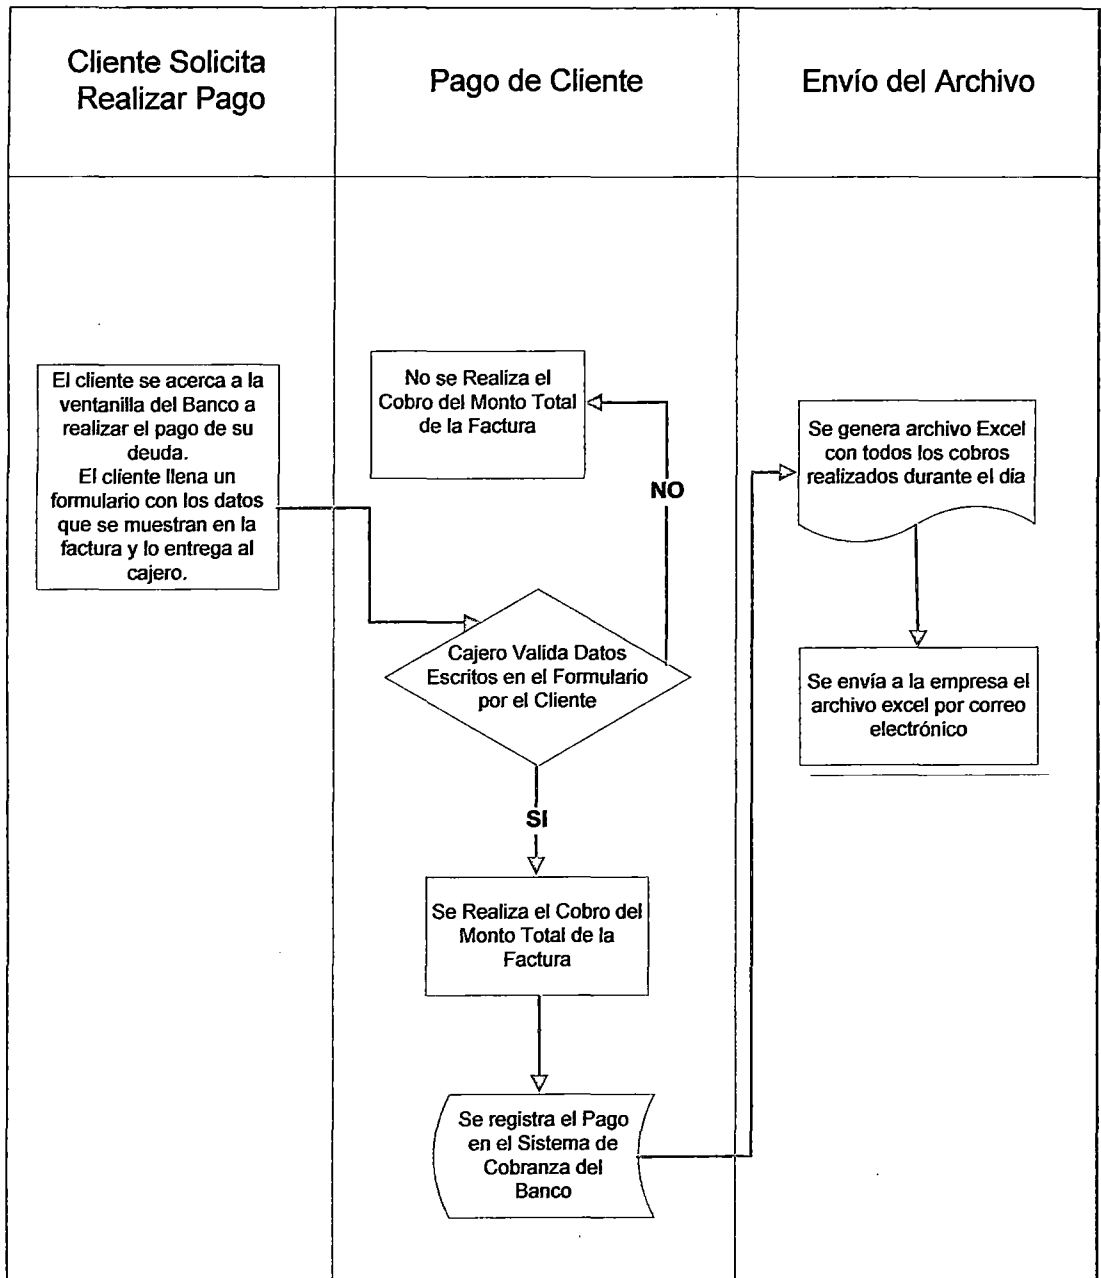 Cliente Solicita
Realizar Pago
Pago de Cliente
Envío del Archivo
El cliente se acerca a la
ventanilla del Banco a
realizar el pago de su
deuda.
El cliente llena un
formulario con los datos
que se muestran en la
factura y lo entrega al
cajero.
No se Realiza el
Cobro del Monto Total
de la Factura
NO
Cajero Valida Datos
Escritos en el Formulario
por el Cliente
SI
Se Realiza el Cobro del
Monto Total de la
Factura
Se registra el Pago
en el Sistema de
Cobranza del
Banco
Se genera archivo Excel
con todos los cobros
realizados durante el día
Se envía a la empresa el
archivo excel por correo
electrónico